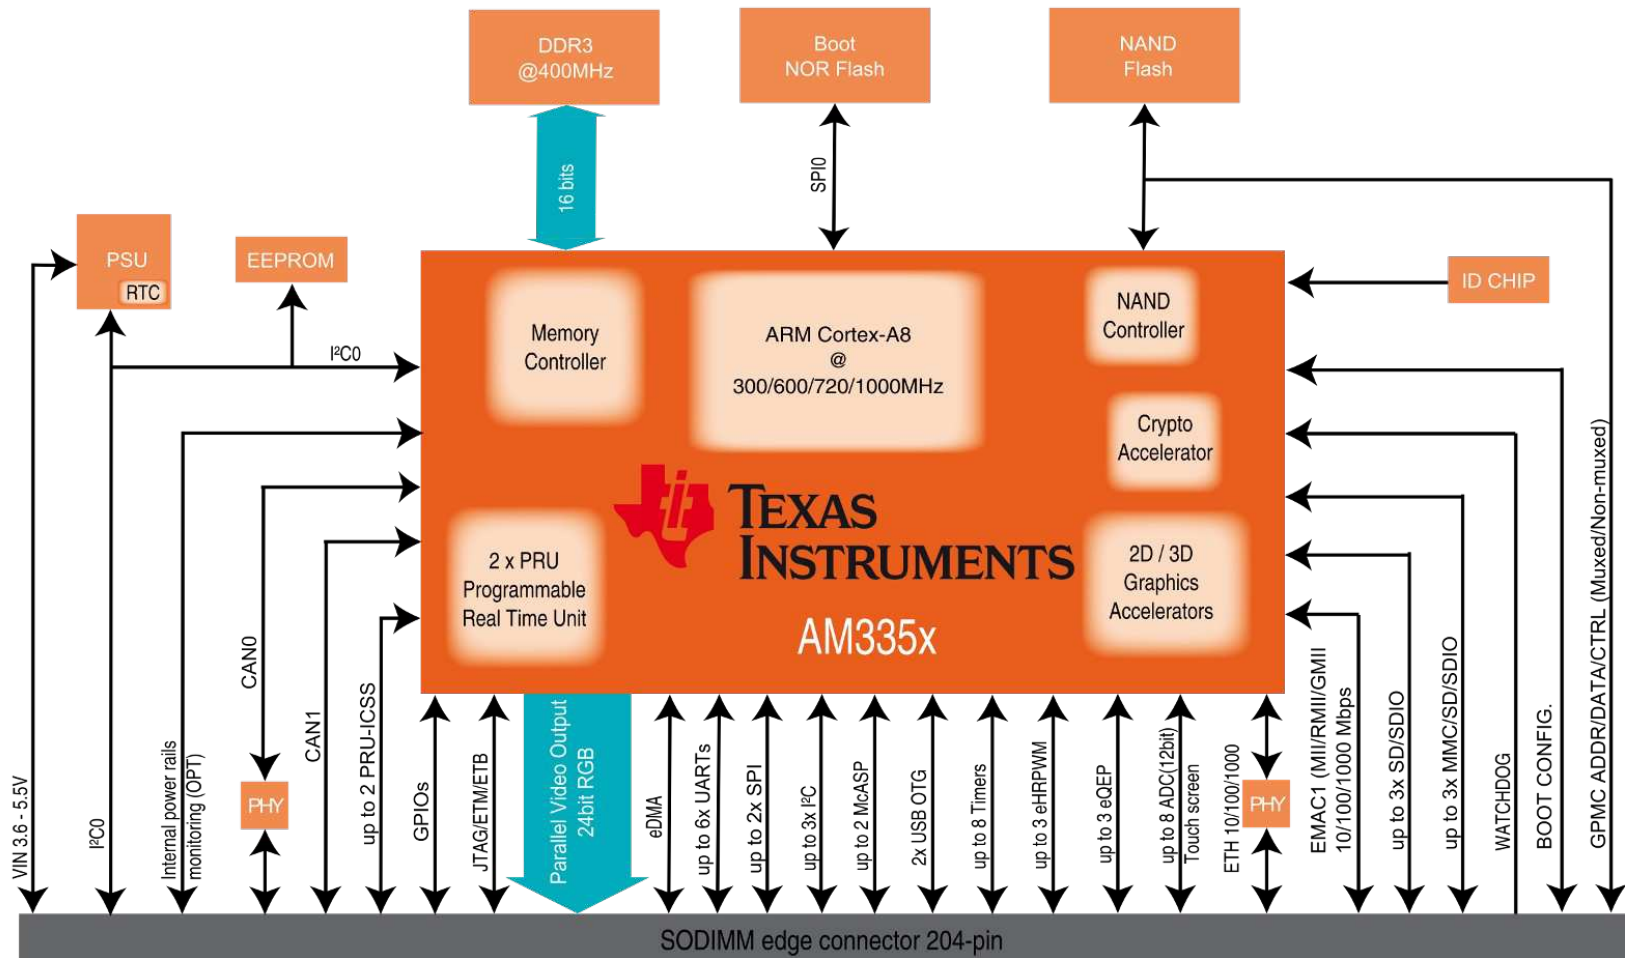 DDR3
@400MHz
Boot
NOR Flash
NAND
Flash
16 bits
SPI0
PSU
RTC
EEPROM
ID CHIP
I²C0
Memory
Controller
ARM Cortex-A8
@
300/600/720/1000MHz
NAND
Controller
Crypto
Accelerator
TEXAS
INSTRUMENTS
AM335x
2 x PRU
Programmable
Real Time Unit
2D / 3D
Graphics
Accelerators
VIN 3.6 - 5.5V
I²C0
Internal power rails
monitoring (OPT)
CAN0
PHY
CAN1
up to 2 PRU-ICSS
GPIOs
JTAG/ETM/ETB
Parallel Video Output
24bit RGB
eDMA
up to 6x UARTs
up to 2x SPI
up to 3x I²C
up to 2 McASP
2x USB OTG
up to 8 Timers
up to 3 eHRPWM
up to 3 eQEP
up to 8 ADC(12bit)
Touch screen
ETH 10/100/1000
PHY
EMAC1 (MII/RMII/GMII
10/100/1000 Mbps
up to 3x SD/SDIO
up to 3x MMC/SD/SDIO
WATCHDOG
BOOT CONFIG.
GPMC ADDR/DATA/CTRL (Muxed/Non-muxed)
SODIMM edge connector 204-pin